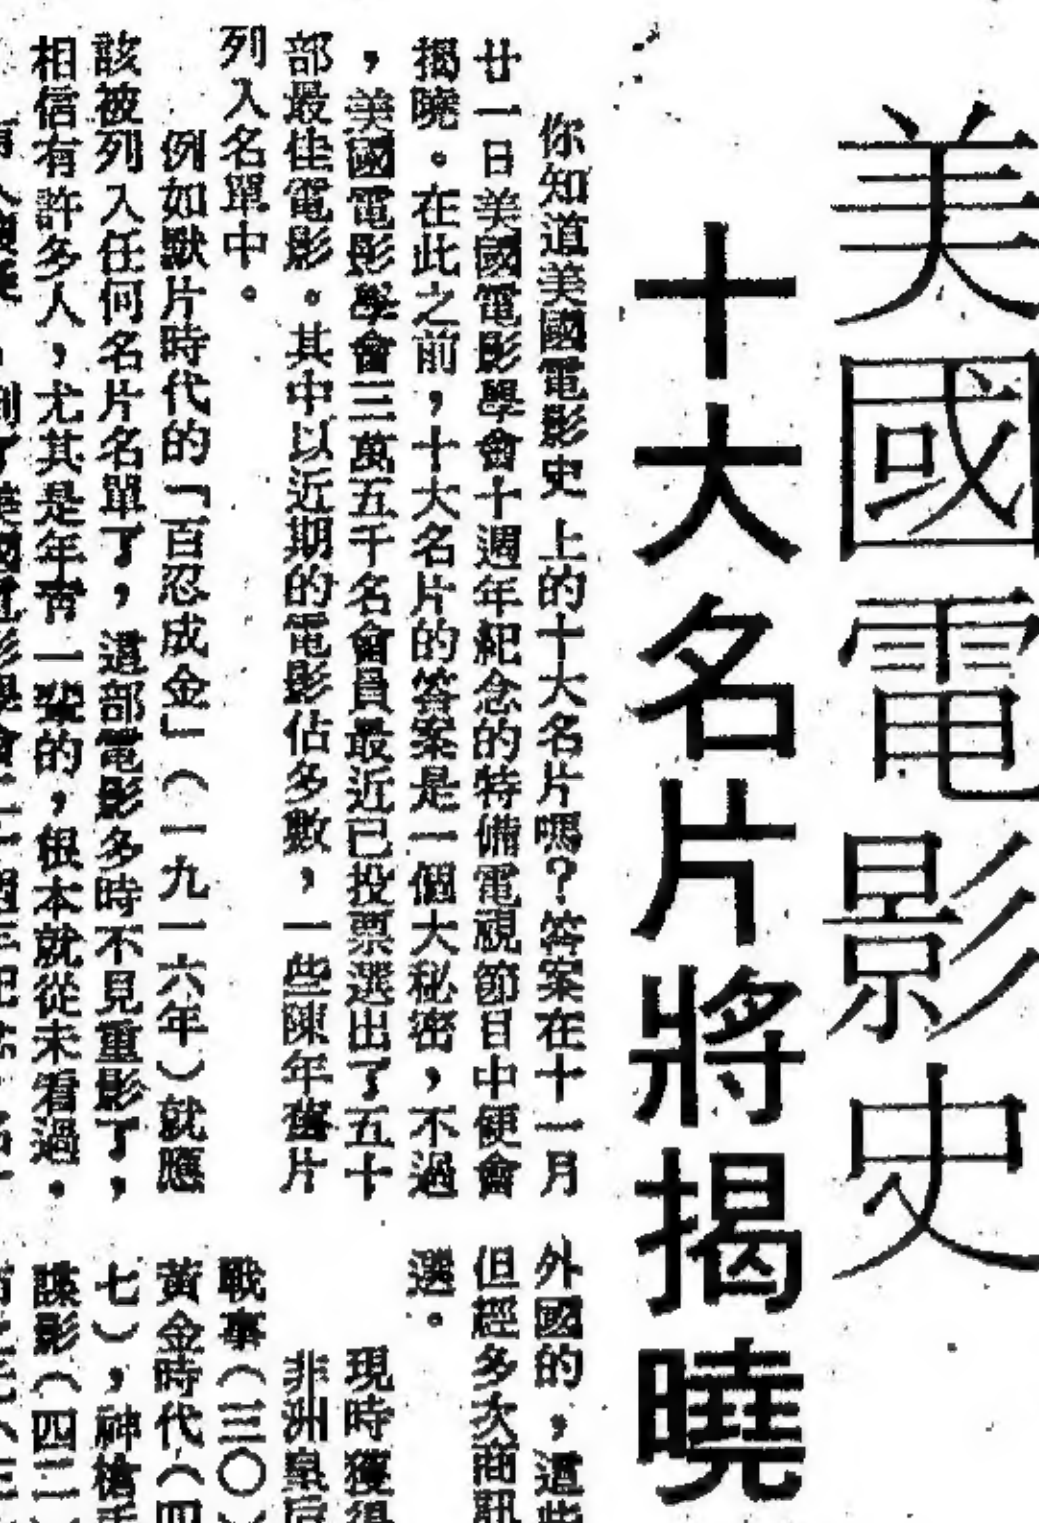 美國電影史
十大名片將揭曉
你知道美國電影史上的十大名片嗎？答案在十一月
廿一日美國電影學會十週年紀念的特備電視節目中便會
揭曉。在此之前，十大名片的答案是一個大秘密，不過
，美國電影學會三萬五千名會員最近已投票選出了五十
部最佳電影。其中以近期的電影佔多數，一些陳年舊片
列入名單中。
例如默片時代的「百忍成金」（一九一六年）就應
該被列入任何名片名單了，這部電影多時不見重影了，
相信有許多人，尤其是年青一輩的，根本就從未看過。
外國的，這些
但經多次商訊
選。
現時獲得
非洲皇后
戰事（三〇）
黃金時代（四
七），神槍手
諜影（四二）